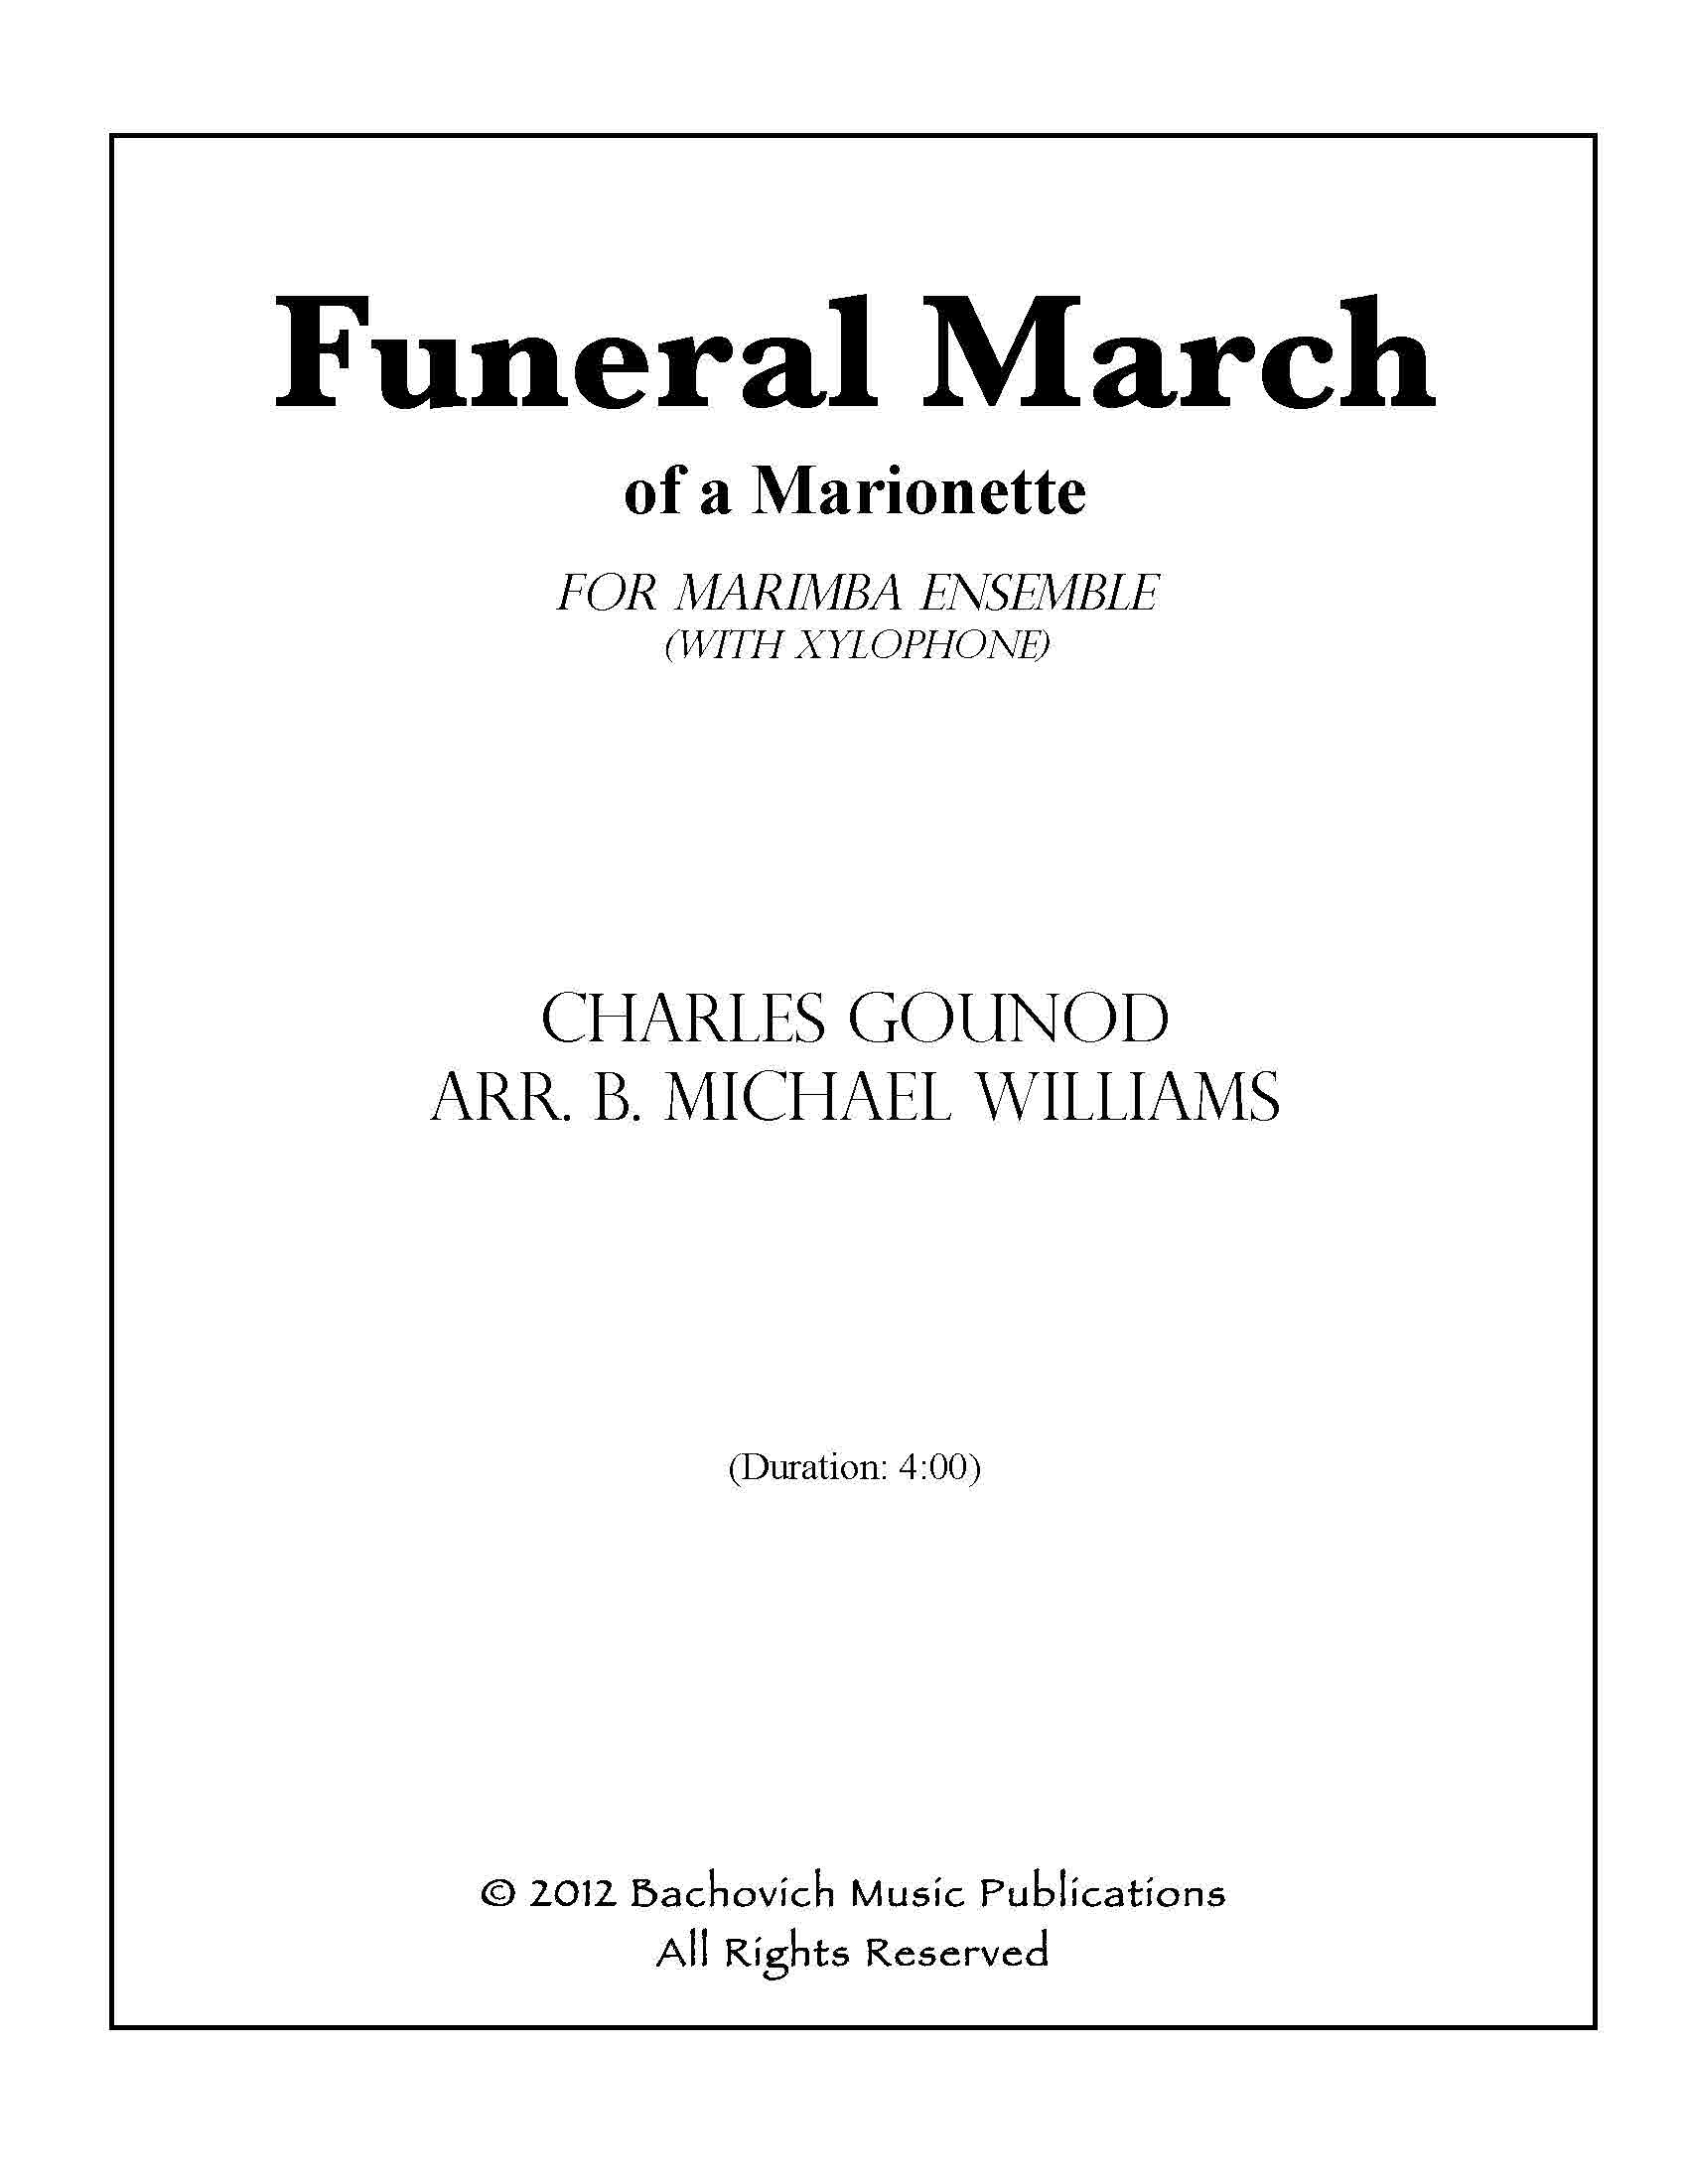 Funeral March
of a Marionette
FOR MARIMBA ENSEMBLE
(WITH XYLOPHONE)
CHARLES GOUNOD
ARR. B. MICHAEL WILLIAMS
(Duration: 4:00)
© 2012 Bachovich Music Publications
All Rights Reserved